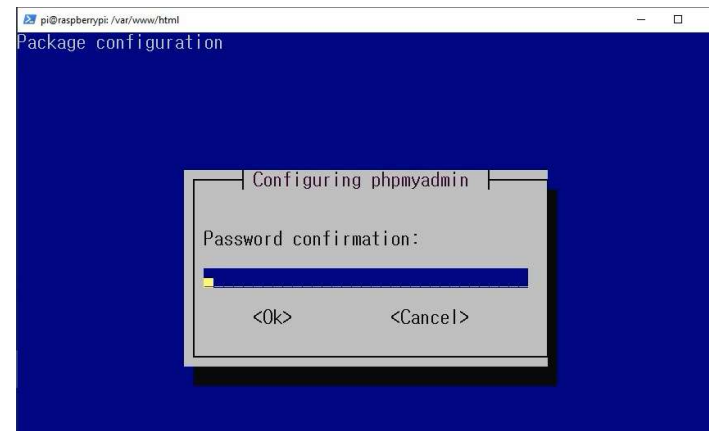 pi@raspberrypi: /var/www/html
Package configuration
Configuring phpmyadmin
Password confirmation:
<Ok> <Cancel>